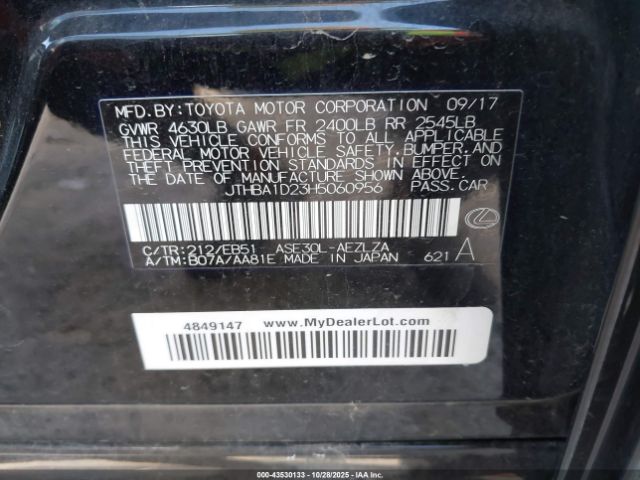 MFD.BY:TOYOTA MOTOR CORPORATION 09/17
GVWR 4630LB GAWR FR 2400LB RR 2545LB
THIS VEHICLE CONFORMS TO ALL APPLICABLE
FEDERAL MOTOR VEHICLE SAFETY,BUMPER,AND
THEFT PREVENTION STANDARDS IN EFFECT ON
THE DATE OF MANUFACTURE SHOWN ABOVE.
JTHBA1D23H5060956 PASS.CAR
C/TR:212/EB51 ASE30L-AEZLZA
A/TM:B07A/AA81E MADE IN JAPAN 621 A
4849147 www.MyDealerLot.com
000-43530133 - 10/28/2025 - IAAI.COM